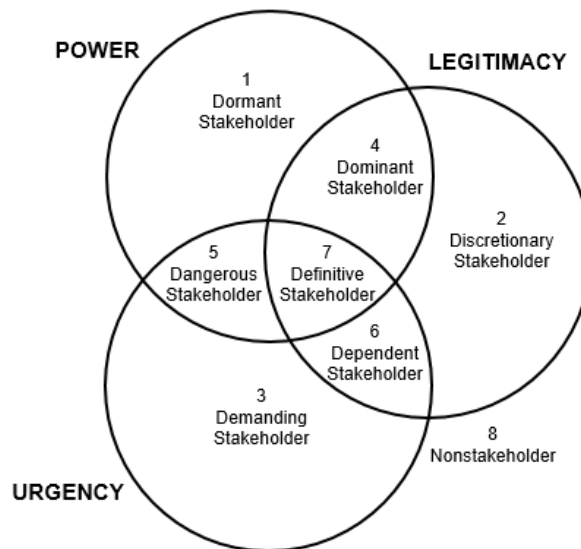 POWER
LEGITIMACY
1
Dormant
Stakeholder
4
Dominant
Stakeholder
2
Discretionary
Stakeholder
5
Dangerous
Stakeholder
7
Definitive
Stakeholder
6
Dependent
Stakeholder
3
Demanding
Stakeholder
8
Nonstakeholder
URGENCY